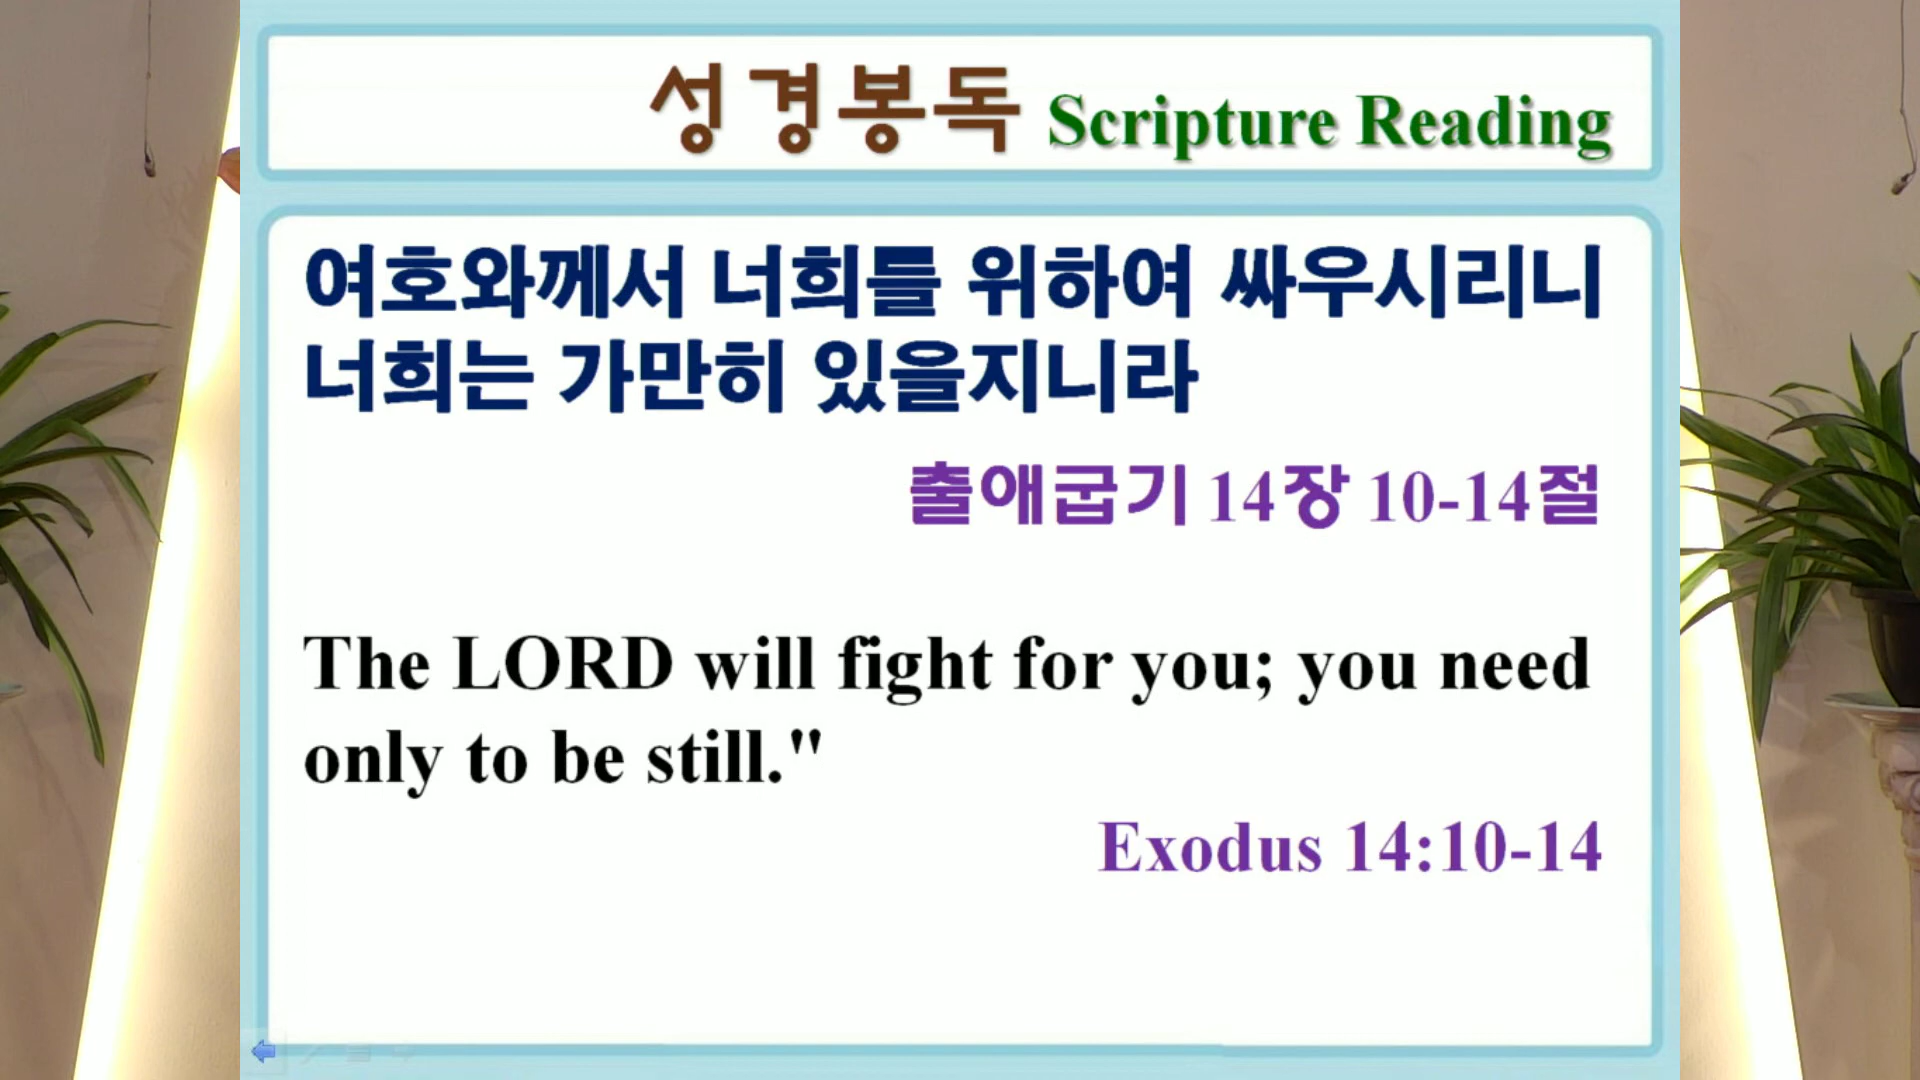 성경봉독 Scripture Reading
여호와께서 너희를 위하여 싸우시리니
너희는 가만히 있을지니라
출애굽기 14장 10-14절
The LORD will fight for you; you need
only to be still."
Exodus 14:10-14